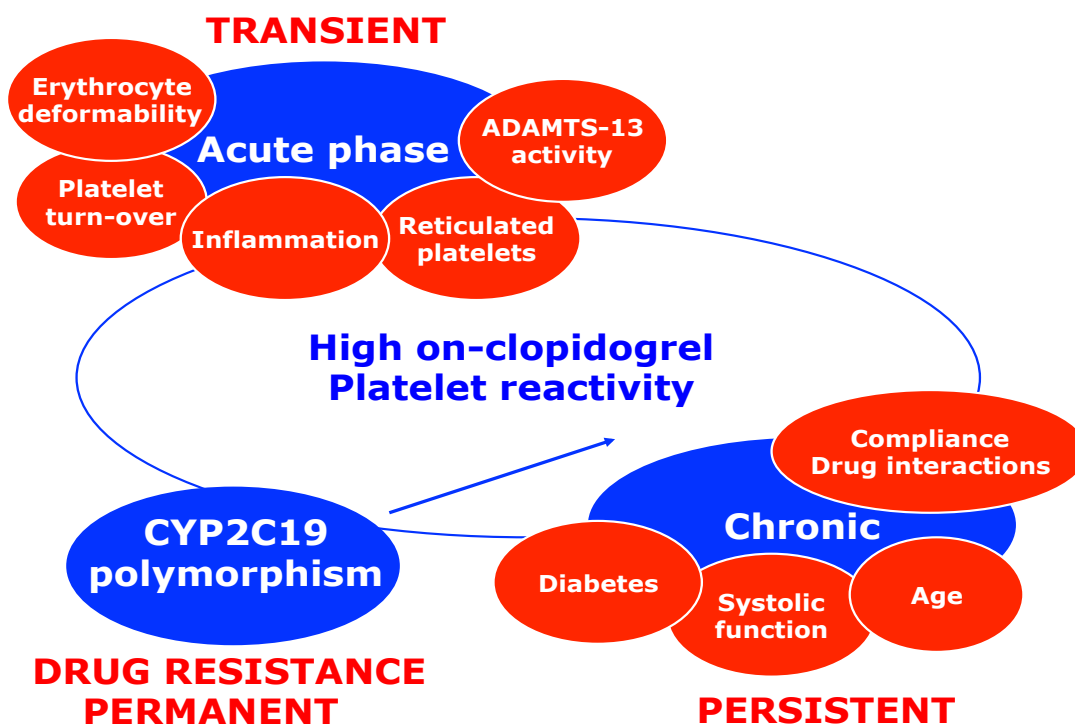 TRANSIENT
Erythrocyte
deformability
Platelet
turn-over
Acute phase
Inflammation
Reticulated
platelets
ADAMTS-13
activity
High on-clopidogrel
Platelet reactivity
CYP2C19
polymorphism
DRUG RESISTANCE
PERMANENT
Compliance
Drug interactions
Chronic
Diabetes
Systolic
function
Age
PERSISTENT